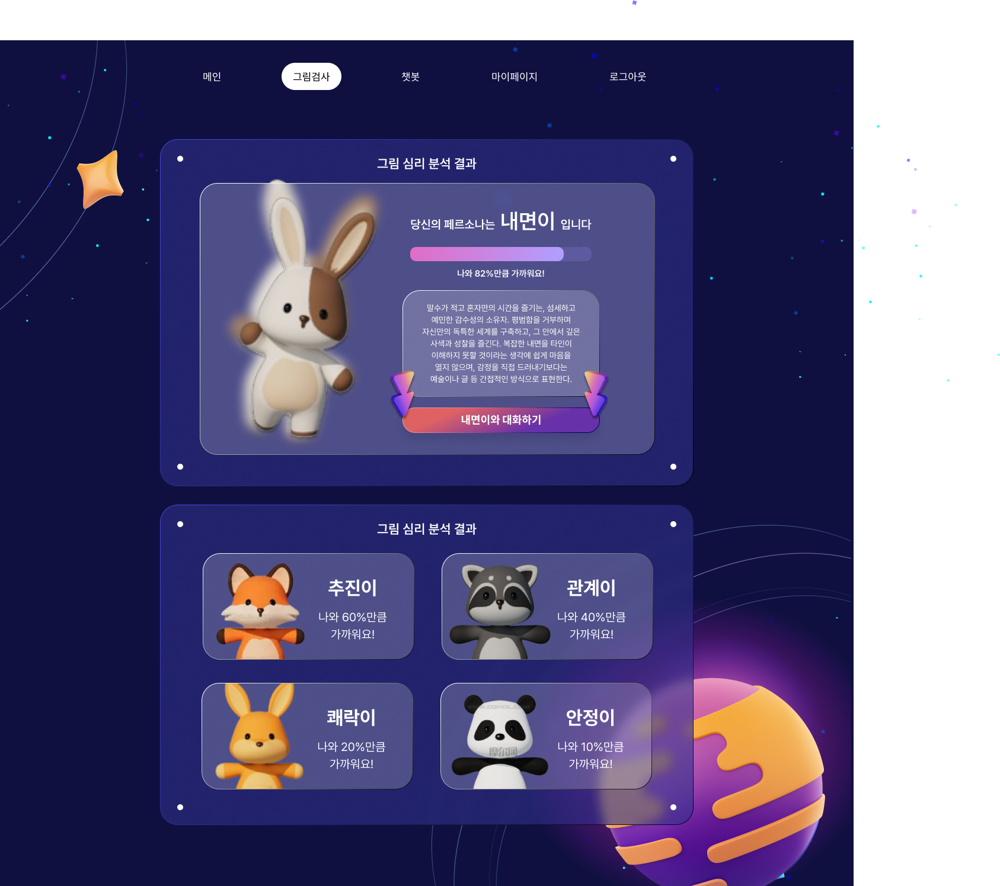 메인 그림검사 챗봇 마이페이지 로그아웃
그림 심리 분석 결과
당신의 페르소나는 내면이 입니다
나와 82%만큼 가까워요!
말수가 적고 혼자만의 시간을 즐기는, 섬세하고
예민한 감수성의 소유자. 평범함을 거부하며
자신만의 독특한 세계를 구축하고, 그 안에서 깊은
사색과 성찰을 즐긴다. 복잡한 내면을 타인이
이해하지 못할 것이라는 생각에 쉽게 마음을
열지 않으며, 감정을 직접 드러내기보다는
예술이나 글 등 간접적인 방식으로 표현한다.
내면이와 대화하기
그림 심리 분석 결과
추진이
나와 60%만큼
가까워요!
관계이
나와 40%만큼
가까워요!
쾌락이
나와 20%만큼
가까워요!
WWW.CGMOL.COM
摩尔网
안정이
나와 10%만큼
가까워요!